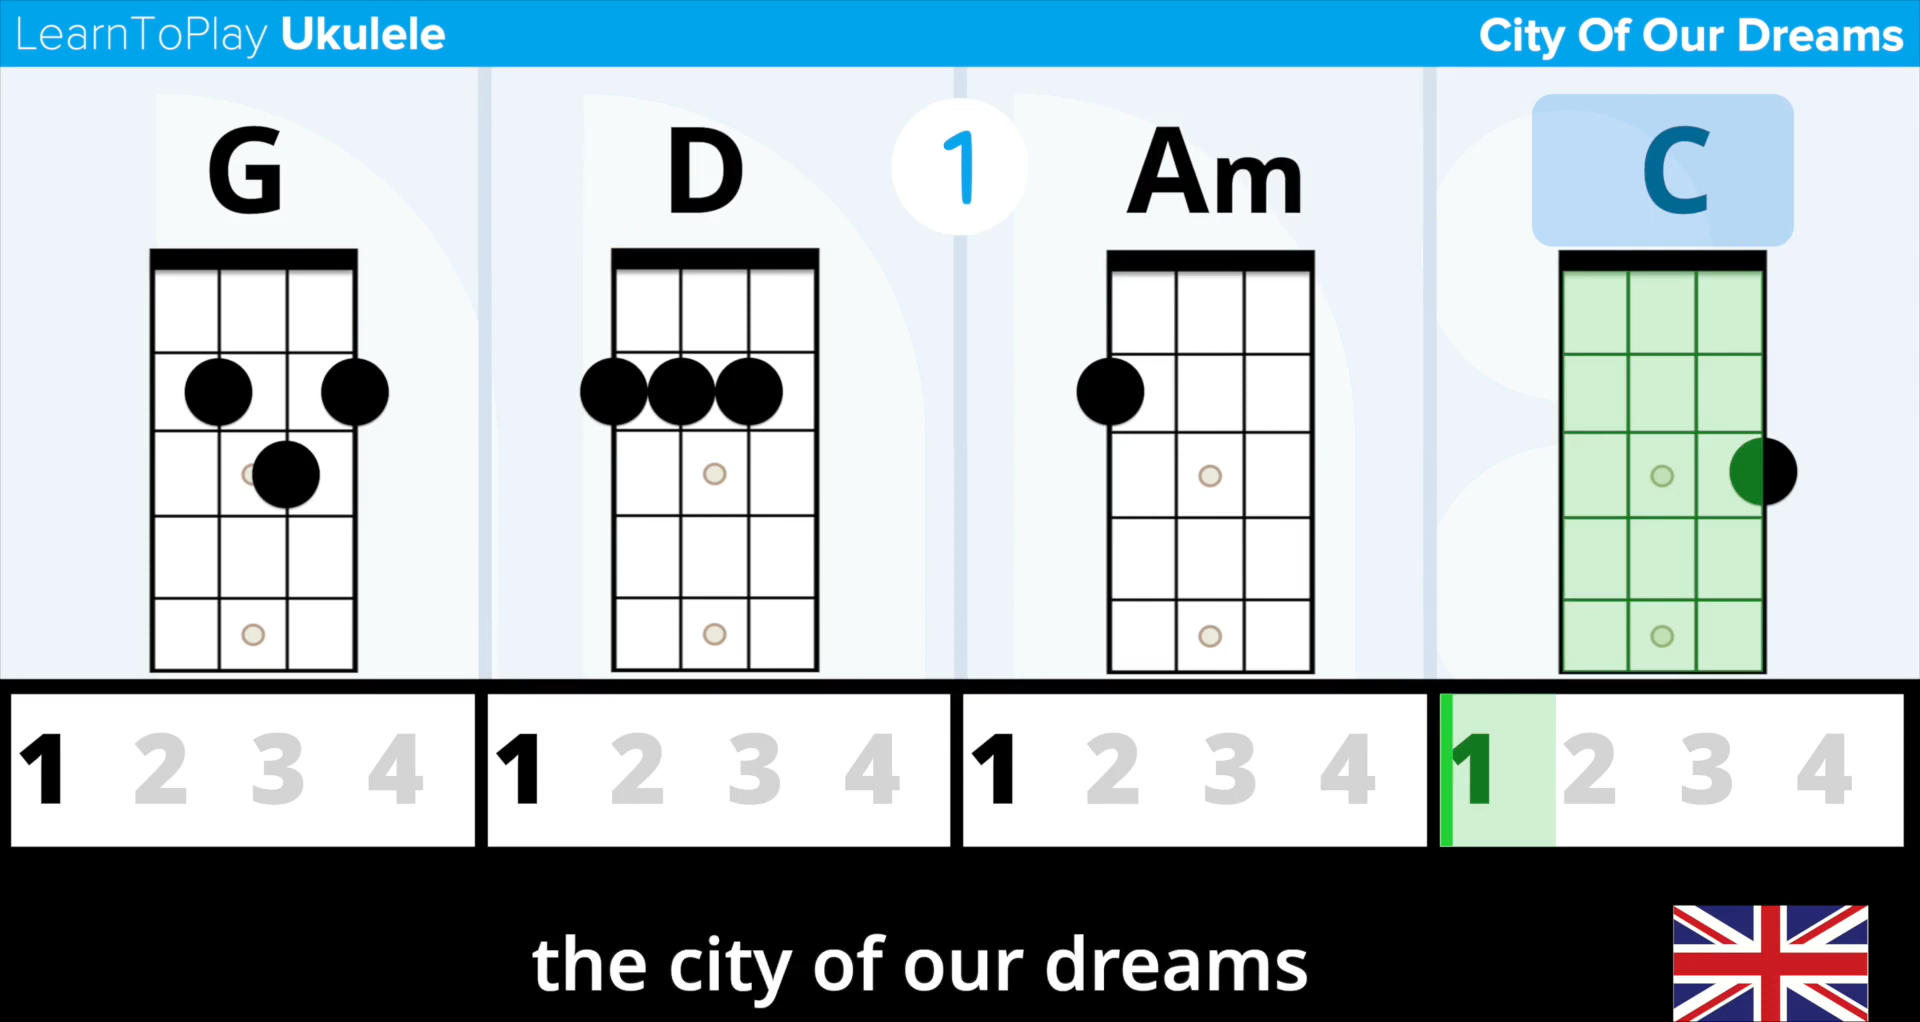 LearnToPlay Ukulele
City Of Our Dreams
G D 1 Am C
1 2 3 4 1 2 3 4 1 2 3 4 1 2 3 4
the city of our dreams